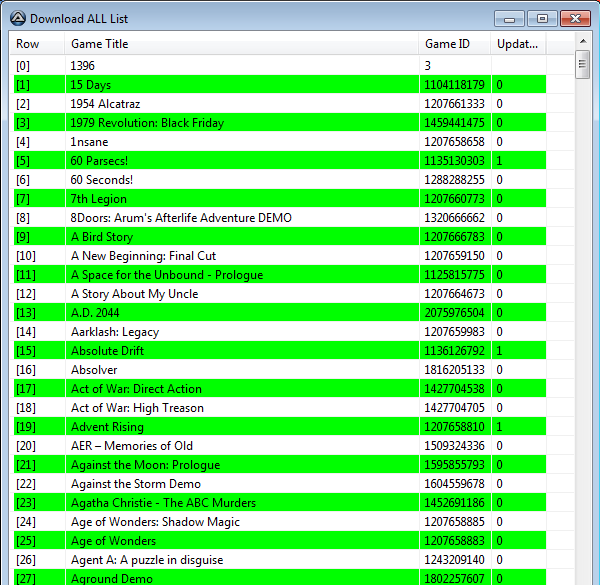 Download ALL List
Row Game Title Game ID Updat...
[0] 1396 3
[1] 15 Days 1104118179 0
[2] 1954 Alcatraz 1207661333 0
[3] 1979 Revolution: Black Friday 1459441475 0
[4] 1nsane 1207658658 0
[5] 60 Parsecs! 1135130303 1
[6] 60 Seconds! 1288288255 0
[7] 7th Legion 1207660773 0
[8] 8Doors: Arum's Afterlife Adventure DEMO 1320666662 0
[9] A Bird Story 1207666783 0
[10] A New Beginning: Final Cut 1207659150 0
[11] A Space for the Unbound - Prologue 1125815775 0
[12] A Story About My Uncle 1207664673 0
[13] A.D. 2044 2075976504 0
[14] Aarklash: Legacy 1207659983 0
[15] Absolute Drift 1136126792 1
[16] Absolver 1816205133 0
[17] Act of War: Direct Action 1427704538 0
[18] Act of War: High Treason 1427704705 0
[19] Advent Rising 1207658810 1
[20] AER – Memories of Old 1509324336 0
[21] Against the Moon: Prologue 1595855793 0
[22] Against the Storm Demo 1604559678 0
[23] Agatha Christie - The ABC Murders 1452691186 0
[24] Age of Wonders: Shadow Magic 1207658885 0
[25] Age of Wonders 1207658883 0
[26] Agent A: A puzzle in disguise 1243209140 0
[27] Aground Demo 1802257607 0